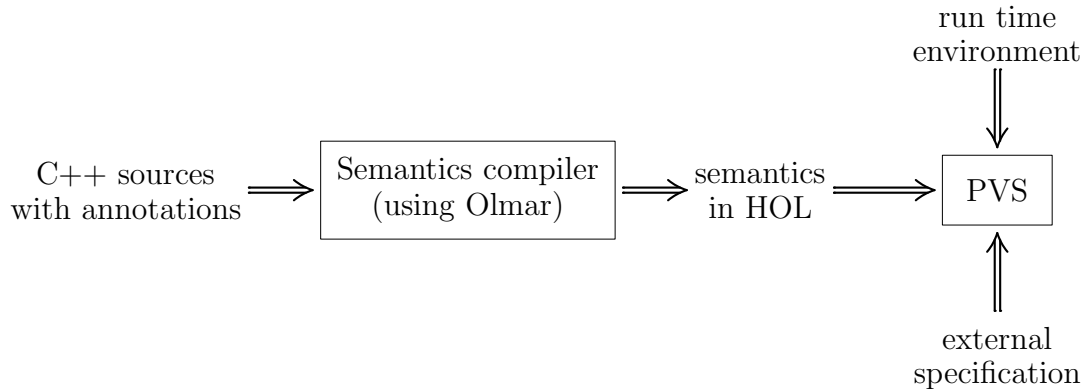 run time
environment
C++ sources
with annotations
Semantics compiler
(using Olmar)
semantics
in HOL
PVS
external
specification